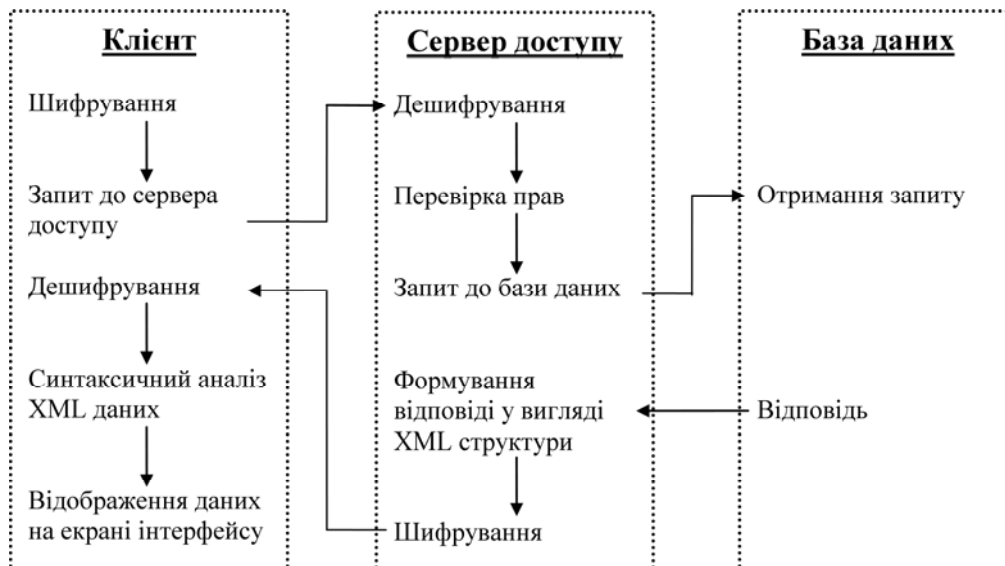 Клієнт
Шифрування
Запит до сервера
доступу
Дешифрування
Синтаксичний аналіз
XML даних
Відображення даних
на екрані інтерфейсу
Сервер доступу
Дешифрування
Перевірка прав
Запит до бази даних
Формування
відповіді у вигляді
XML структури
Шифрування
База даних
Отримання запиту
Відповідь